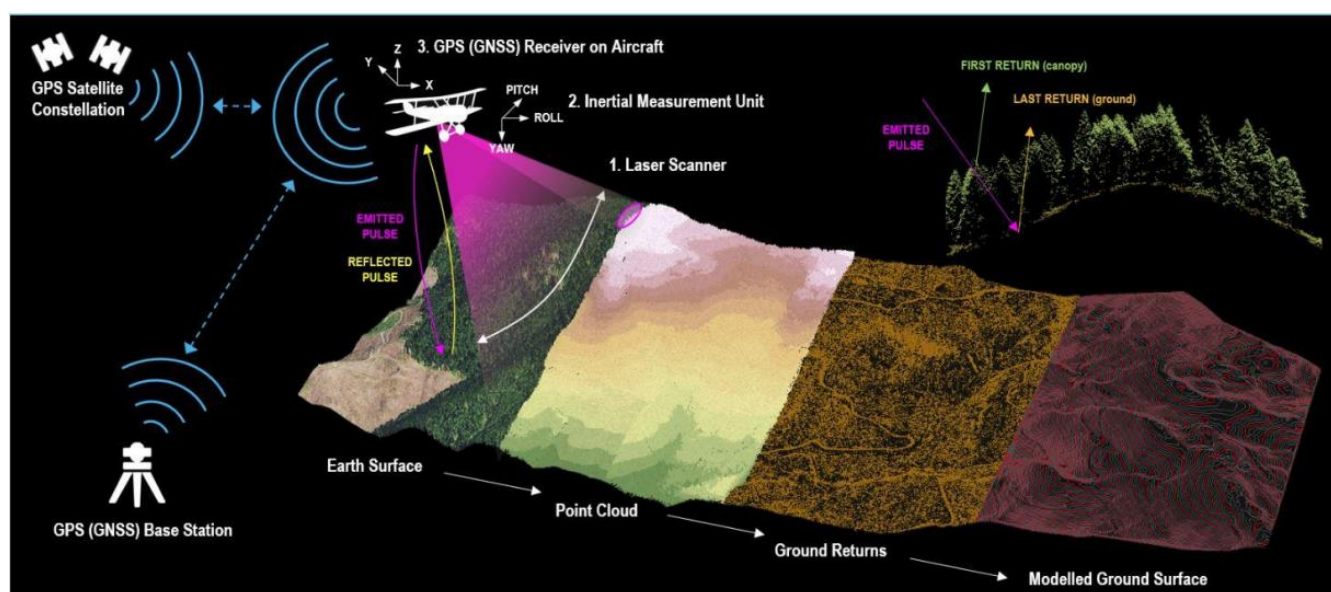 GPS Satellite
Constellation
3. GPS (GNSS) Receiver on Aircraft
Z
Y
X
2. Inertial Measurement Unit
PITCH
ROLL
YAW
1. Laser Scanner
EMITTED
PULSE
REFLECTED
PULSE
FIRST RETURN (canopy)
LAST RETURN (ground)
EMITTED
PULSE
GPS (GNSS) Base Station
Earth Surface
Point Cloud
Ground Returns
Modelled Ground Surface